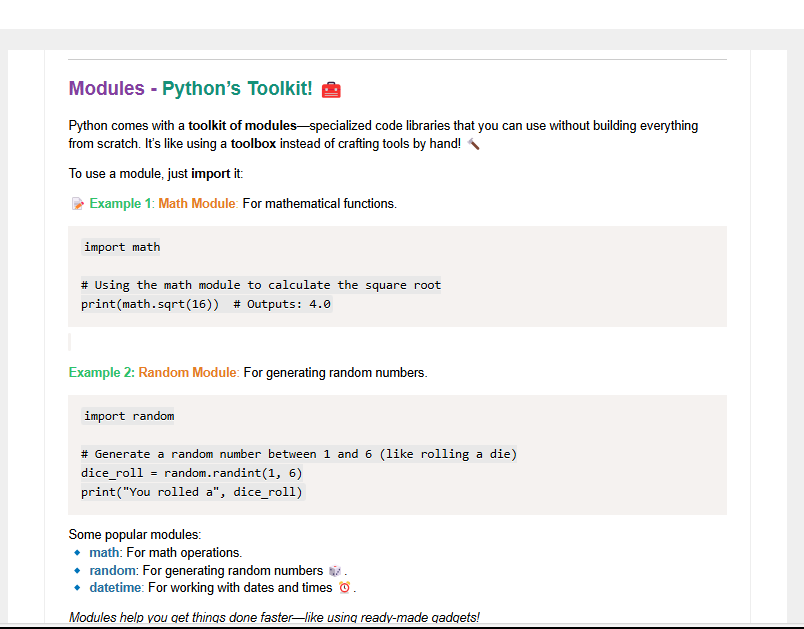 Modules - Python’s Toolkit! 🧰
Python comes with a toolkit of modules—specialized code libraries that you can use without building everything
from scratch. It’s like using a toolbox instead of crafting tools by hand! 🔨
To use a module, just import it:
📝 Example 1: Math Module: For mathematical functions.
import math
# Using the math module to calculate the square root
print(math.sqrt(16))  # Outputs: 4.0
Example 2: Random Module: For generating random numbers.
import random
# Generate a random number between 1 and 6 (like rolling a die)
dice_roll = random.randint(1, 6)
print("You rolled a", dice_roll)
Some popular modules:
🔹 math: For math operations.
🔹 random: For generating random numbers 🎲 .
🔹 datetime: For working with dates and times ⏰ .
Modules help you get things done faster—like using ready-made gadgets!